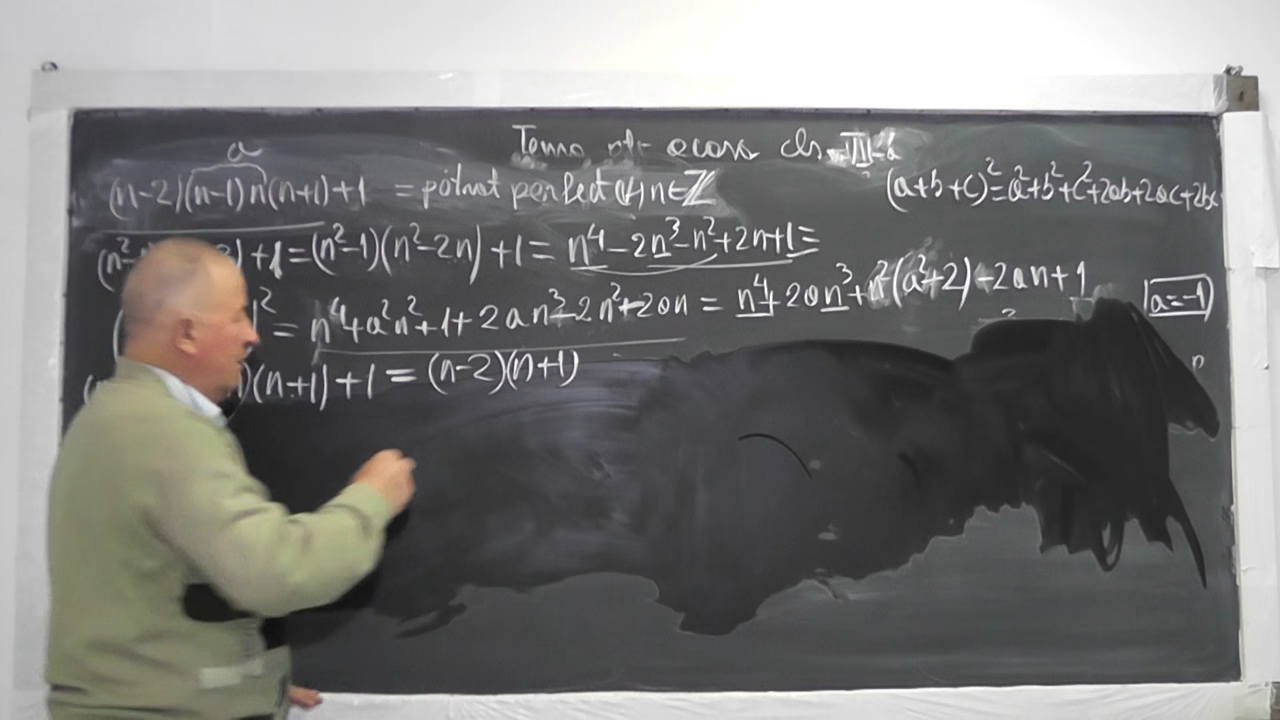 Tema acasa cls VII-a
a
(n-2)(n-1)n(n+1)+1 = pătrat perfect (∀) n∈ℤ
(a+b+c)²=a²+b²+c²+2ab+2ac+2bc
+1=(n²-1)(n²-2n)+1= n⁴-2n³-n²+2n+1=
)² = n⁴+a²n²+1+2an³-2n²-2an = n⁴+2an³+n²(a²+2)-2an+1
a=-1
)(n+1)+1 = (n-2)(n+1)